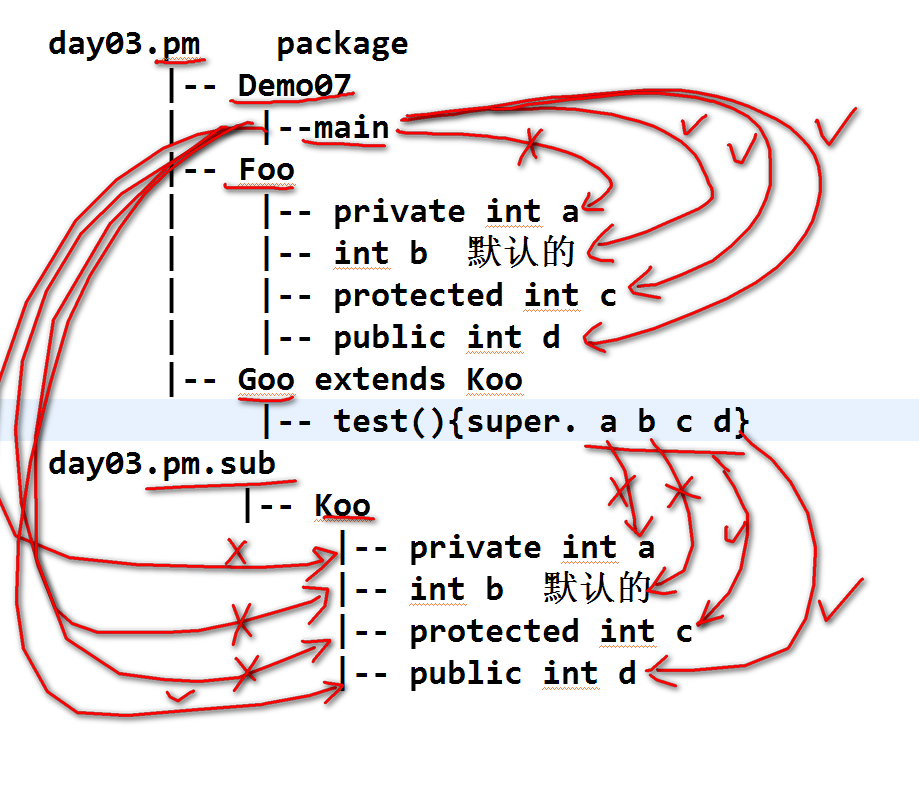 day03.pm    package
|-- Demo07
|   |--main
|-- Foo
|   |-- private int a
|   |-- int b  默认的
|   |-- protected int c
|   |-- public int d
|-- Goo extends Koo
|-- test(){super. a b c d}
day03.pm.sub
|-- Koo
|-- private int a
|-- int b  默认的
|-- protected int c
|-- public int d